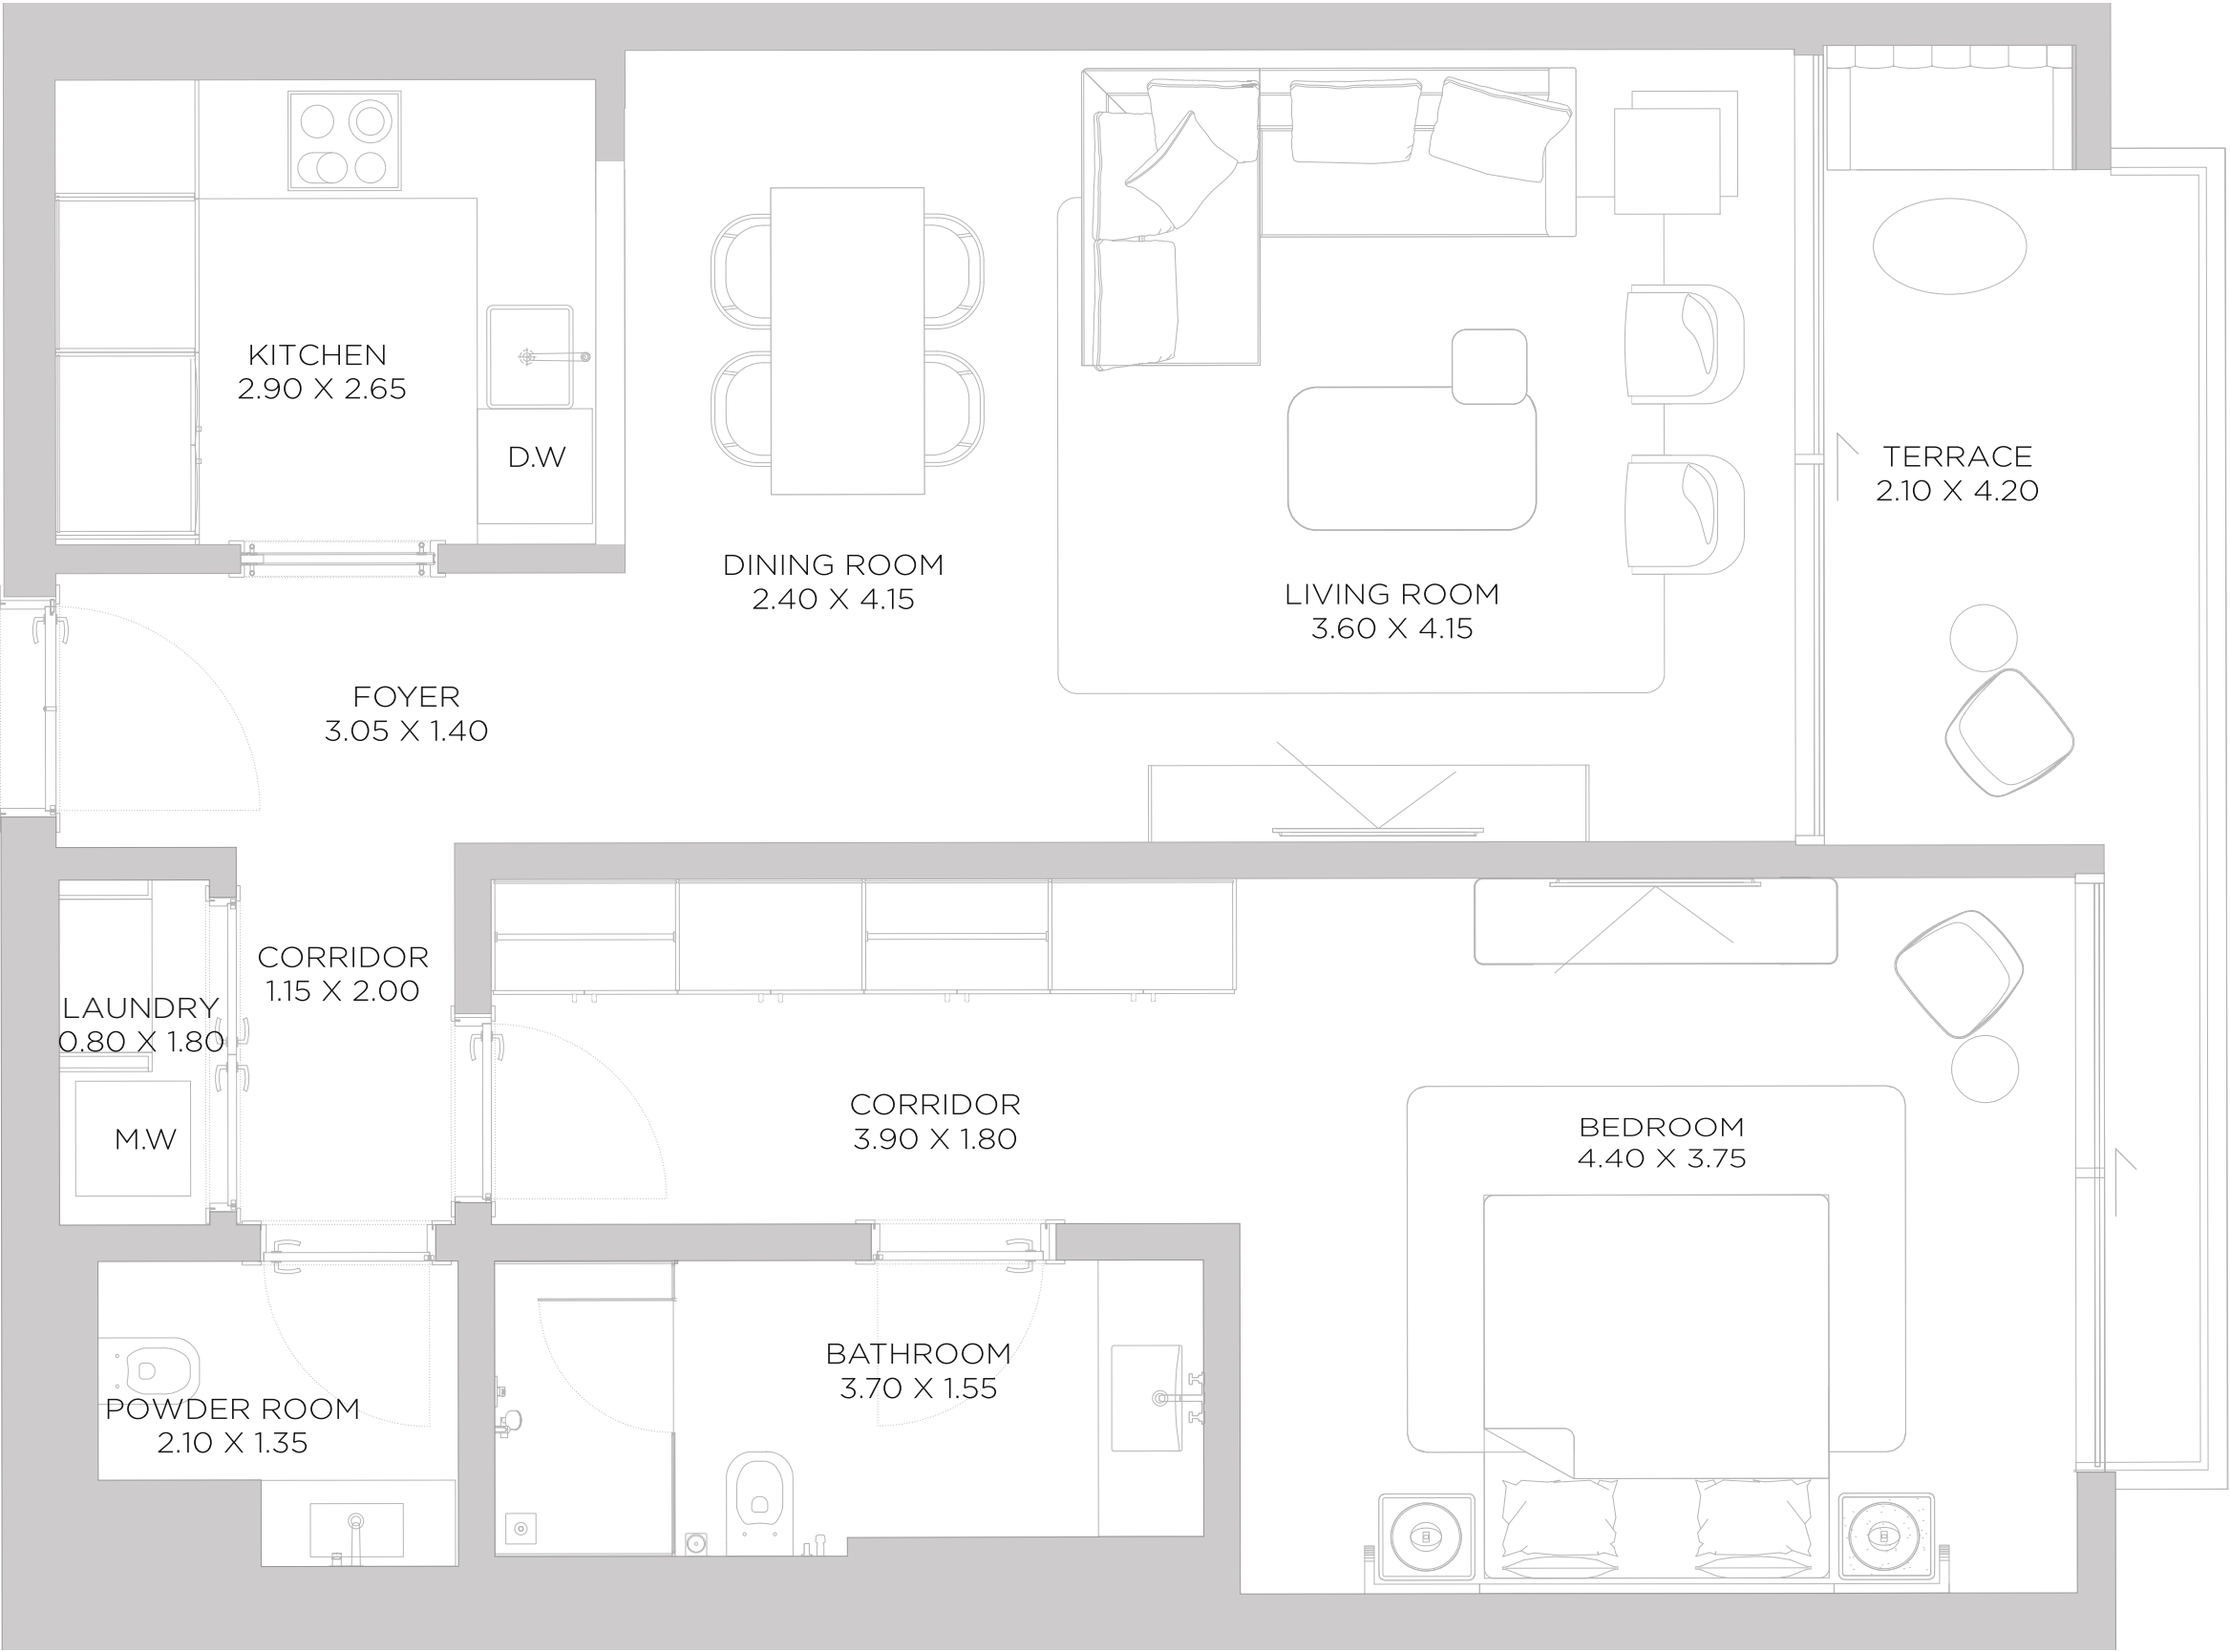 KITCHEN
2.90 X 2.65
D.W
TERRACE
2.10 X 4.20
DINING ROOM
2.40 X 4.15
LIVING ROOM
3.60 X 4.15
FOYER
3.05 X 1.40
CORRIDOR
1.15 X 2.00
LAUNDRY
0.80 X 1.80
M.W
CORRIDOR
3.90 X 1.80
BEDROOM
4.40 X 3.75
BATHROOM
3.70 X 1.55
POWDER ROOM
2.10 X 1.35